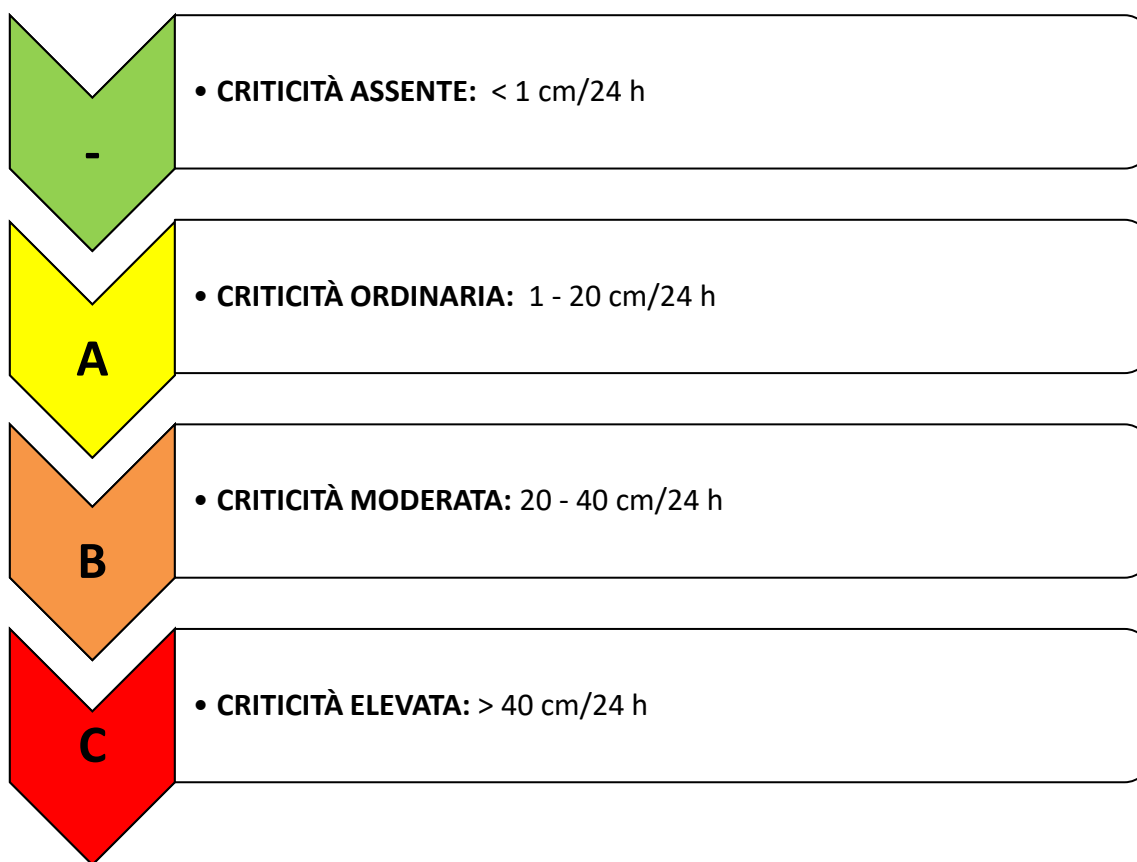 -
• CRITICITÀ ASSENTE:  < 1 cm/24 h
A
• CRITICITÀ ORDINARIA:  1 - 20 cm/24 h
B
• CRITICITÀ MODERATA: 20 - 40 cm/24 h
C
• CRITICITÀ ELEVATA: > 40 cm/24 h